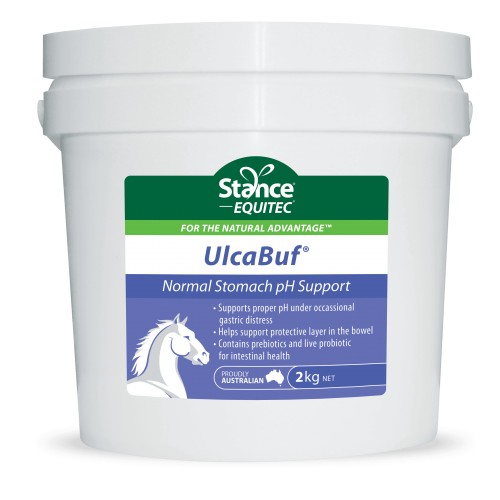 Stance®
EQUITEC
FOR THE NATURAL ADVANTAGE™
UlcaBuf®
Normal Stomach pH Support
• Supports proper pH under occassional
gastric distress
• Helps support protective layer in the bowel
• Contains prebiotics and live probiotic
for intestinal health
PROUDLY
AUSTRALIAN
2kg NET